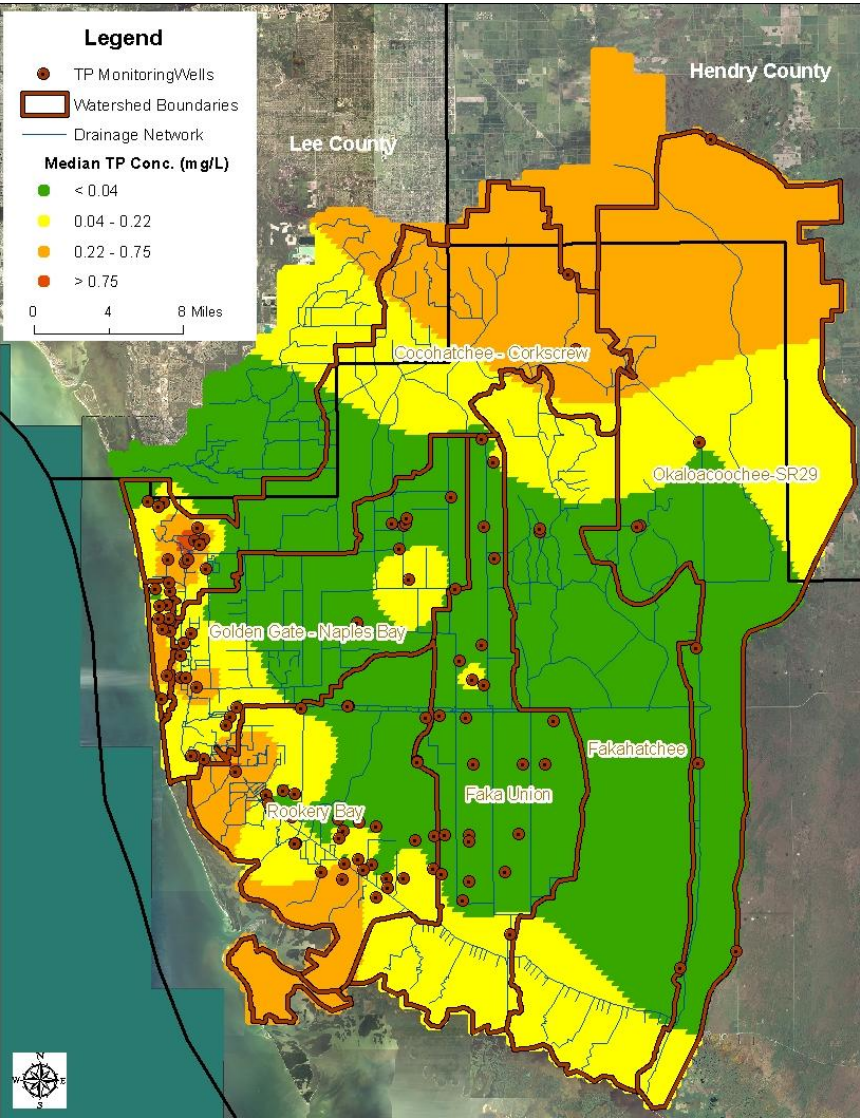 Legend
TP MonitoringWells
Watershed Boundaries
Drainage Network
Median TP Conc. (mg/L)
< 0.04
0.04 - 0.22
0.22 - 0.75
> 0.75
0 4 8 Miles
Hendry County
Lee County
Cocohatchee - Corkscrew
Okaloacoochee-SR29
Golden Gate - Naples Bay
Fakahatchee
Faka Union
Rookery Bay
N
W E
S